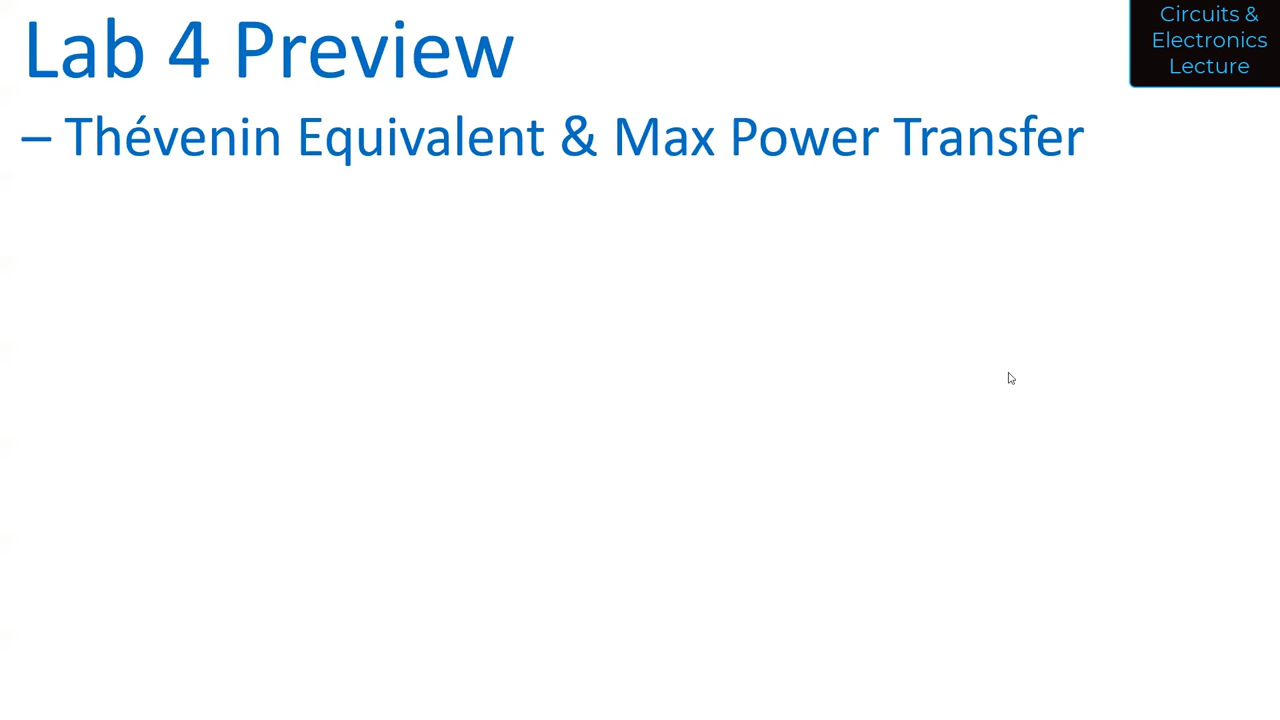 Lab 4 Preview
– Thévenin Equivalent & Max Power Transfer
Circuits &
Electronics
Lecture